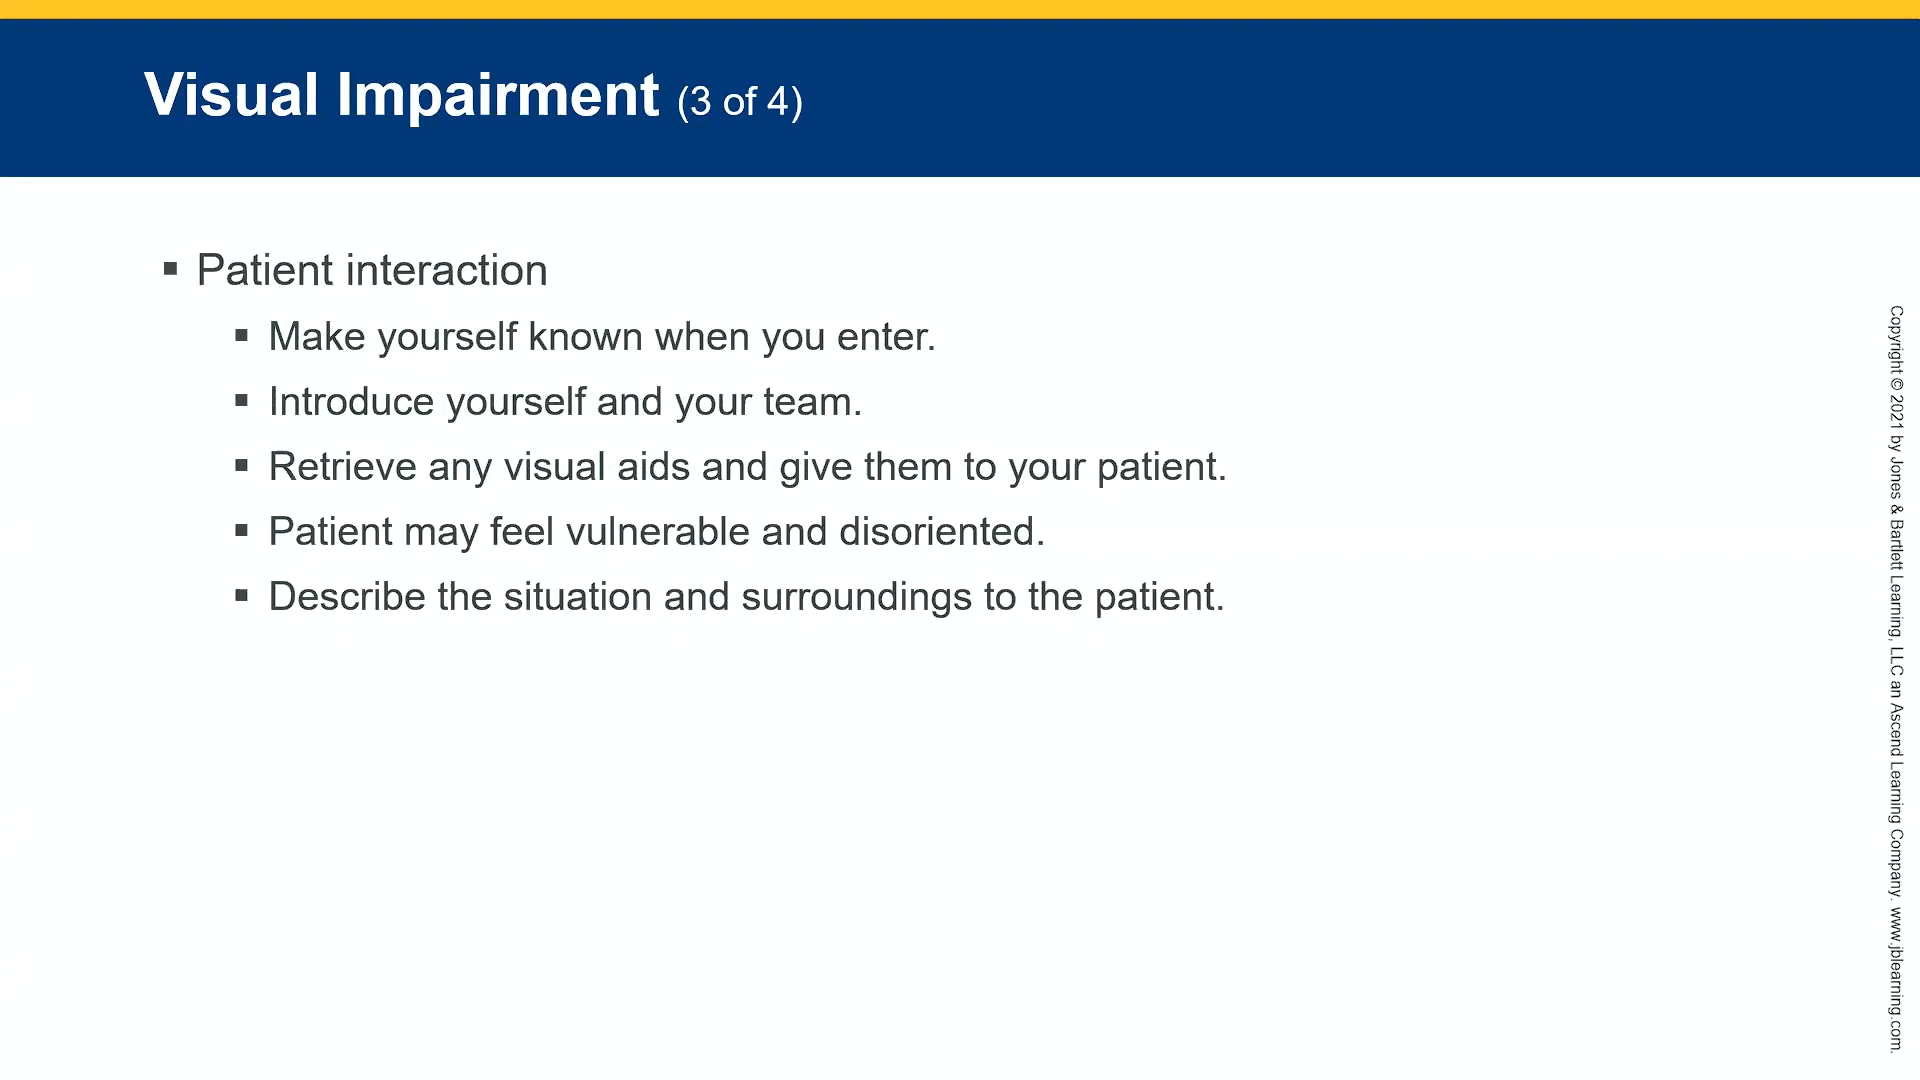 Visual Impairment (3 of 4)
▪ Patient interaction
▪ Make yourself known when you enter.
▪ Introduce yourself and your team.
▪ Retrieve any visual aids and give them to your patient.
▪ Patient may feel vulnerable and disoriented.
▪ Describe the situation and surroundings to the patient.
Copyright © 2021 by Jones & Bartlett Learning, LLC an Ascend Learning Company. www.jblearning.com.